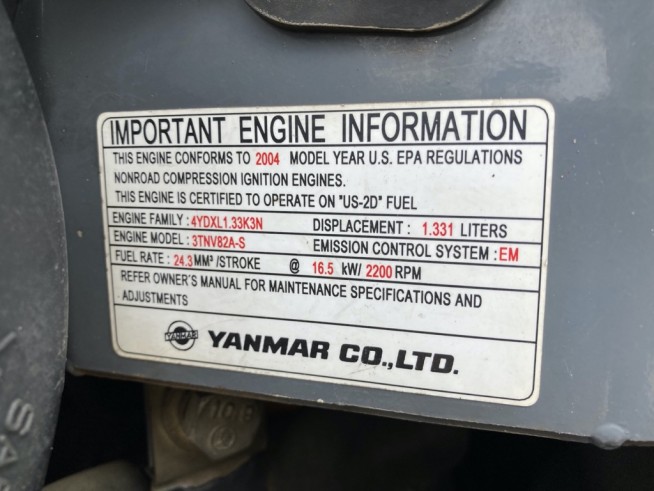 IMPORTANT ENGINE INFORMATION
THIS ENGINE CONFORMS TO 2004 MODEL YEAR U.S. EPA REGULATIONS
NONROAD COMPRESSION IGNITION ENGINES.
THIS ENGINE IS CERTIFIED TO OPERATE ON "US-2D" FUEL
ENGINE FAMILY : 4YDXL1.33K3N DISPLACEMENT : 1.331 LITERS
ENGINE MODEL : 3TNV82A-S EMISSION CONTROL SYSTEM : EM
FUEL RATE : 24.3 MM³ /STROKE @ 16.5 kW/ 2200 RPM
REFER OWNER'S MANUAL FOR MAINTENANCE SPECIFICATIONS AND
ADJUSTMENTS
YANMAR YANMAR CO.,LTD.